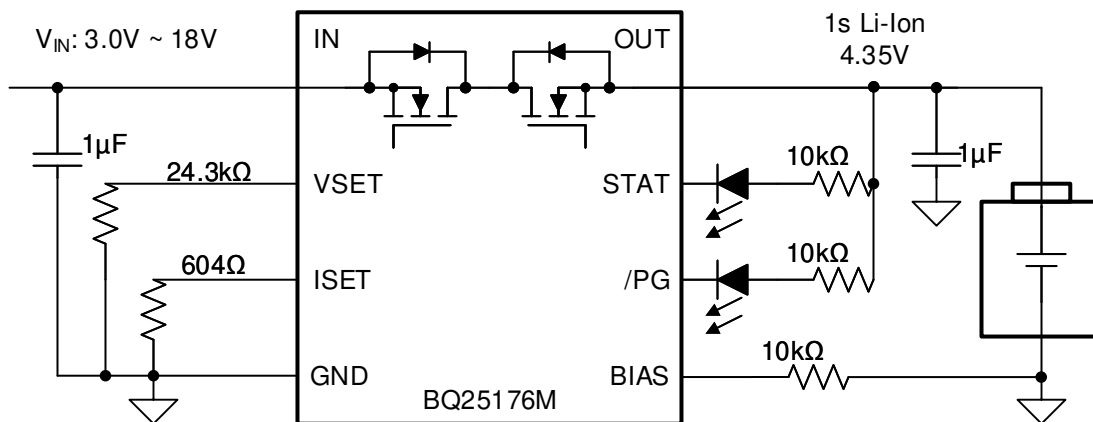 V_IN: 3.0V ~ 18V
IN
OUT
1s Li-Ion
4.35V
1µF
24.3kΩ
VSET
STAT
10kΩ
1µF
604Ω
ISET
/PG
10kΩ
GND
BIAS
10kΩ
BQ25176M